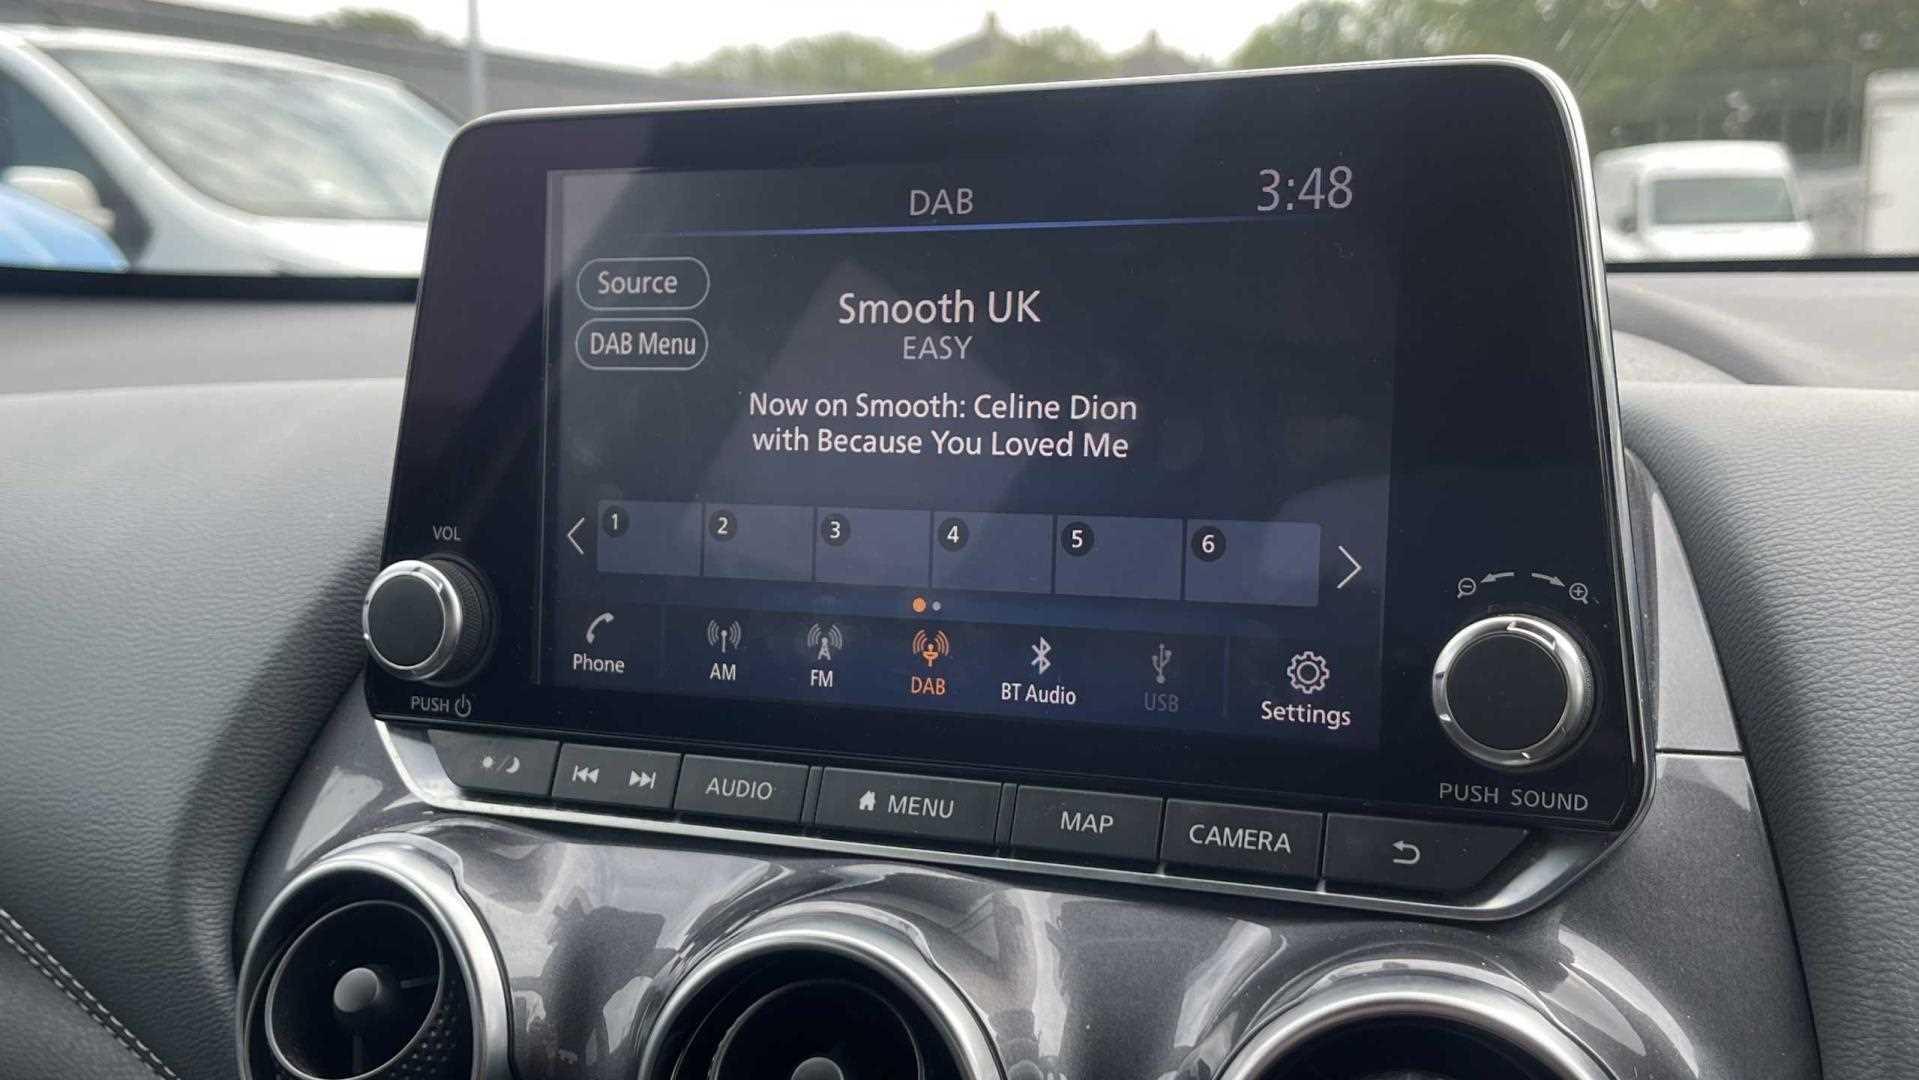 DAB
3:48
Source
DAB Menu
Smooth UK
EASY
Now on Smooth: Celine Dion
with Because You Loved Me
1 2 3 4 5 6
Phone
AM
FM
DAB
BT Audio
USB
Settings
VOL
PUSH
PUSH SOUND
AUDIO
MENU
MAP
CAMERA